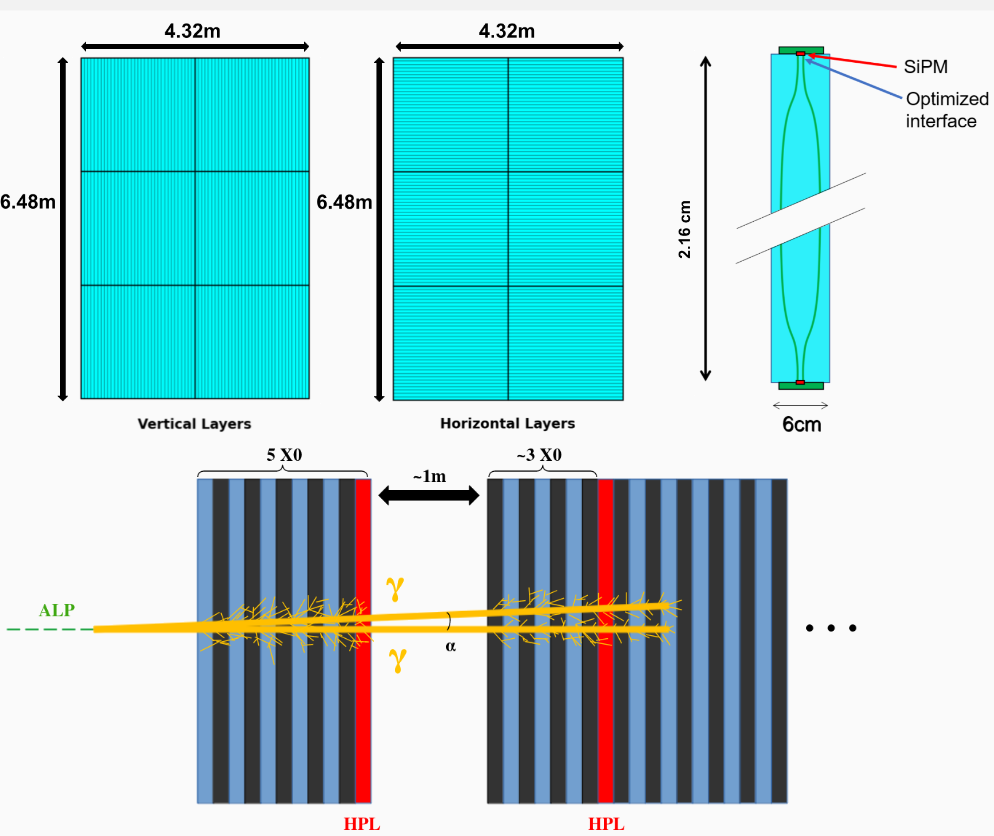 4.32m
4.32m
6.48m
6.48m
SiPM
Optimized
interface
2.16 cm
6cm
Vertical Layers
Horizontal Layers
5 X0
~1m
~3 X0
ALP
γ
α
γ
HPL
HPL